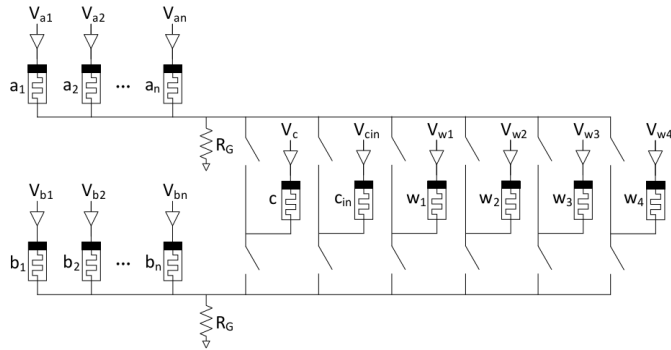 Va1 Va2 Van
a1 a2 ... an
RG
Vc Vcin Vw1 Vw2 Vw3 Vw4
c cin w1 w2 w3 w4
Vb1 Vb2 Vbn
b1 b2 ... bn
RG